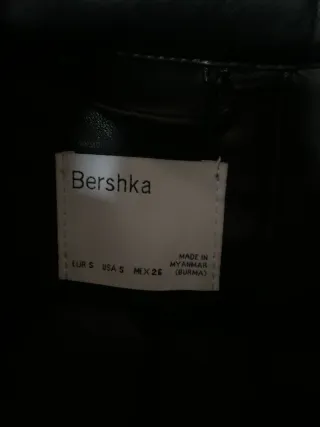 Bershka
MADE IN
MYANMAR
EUR S USA S MEX 26 (BURMA)